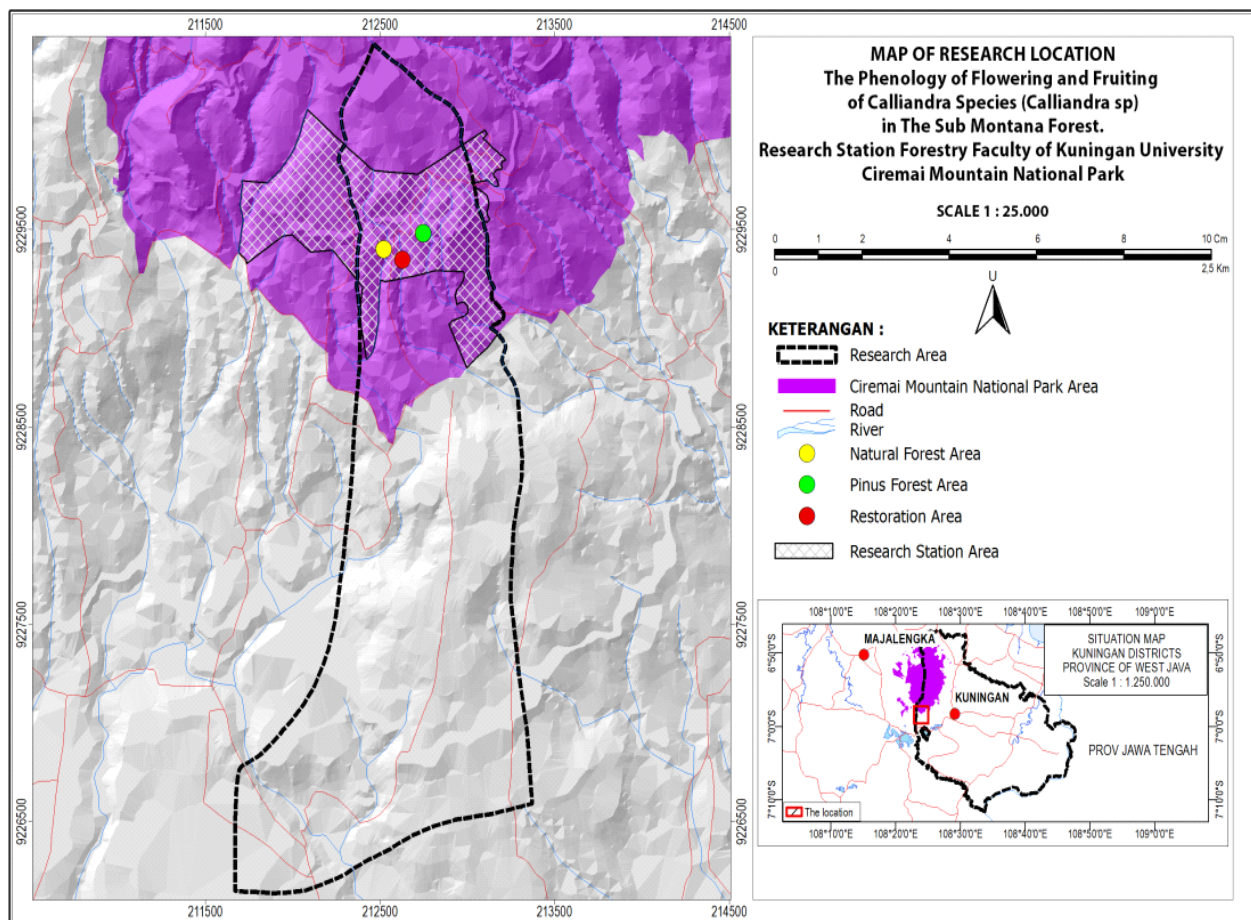 211500 212500 213500 214500
9229500
9228500
9227500
9226500
9229500
9228500
9227500
9226500
211500 212500 213500 214500
MAP OF RESEARCH LOCATION
The Phenology of Flowering and Fruiting
of Calliandra Species (Calliandra sp)
in The Sub Montana Forest.
Research Station Forestry Faculty of Kuningan University
Ciremai Mountain National Park
SCALE 1 : 25.000
0 1 2 4 6 8 10 Cm
0 2,5 Km
U
KETERANGAN :
Research Area
Ciremai Mountain National Park Area
Road
River
Natural Forest Area
Pinus Forest Area
Restoration Area
Research Station Area
108°10'0"E 108°20'0"E 108°30'0"E 108°40'0"E 108°50'0"E 109°0'0"E
6°50'0"S
7°0'0"S
7°10'0"S
MAJALENGKA
KUNINGAN
SITUATION MAP
KUNINGAN DISTRICTS
PROVINCE OF WEST JAVA
Scale 1 : 1.250.000
PROV JAWA TENGAH
6°50'0"S
7°0'0"S
7°10'0"S
The location
108°10'0"E 108°20'0"E 108°30'0"E 108°40'0"E 108°50'0"E 109°0'0"E